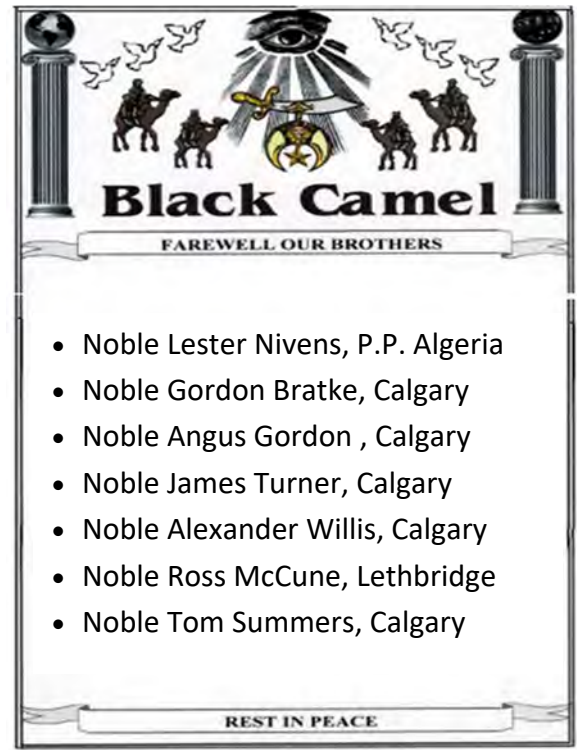 Black Camel
FAREWELL OUR BROTHERS
• Noble Lester Nivens, P.P. Algeria
• Noble Gordon Bratke, Calgary
• Noble Angus Gordon , Calgary
• Noble James Turner, Calgary
• Noble Alexander Willis, Calgary
• Noble Ross McCune, Lethbridge
• Noble Tom Summers, Calgary
REST IN PEACE